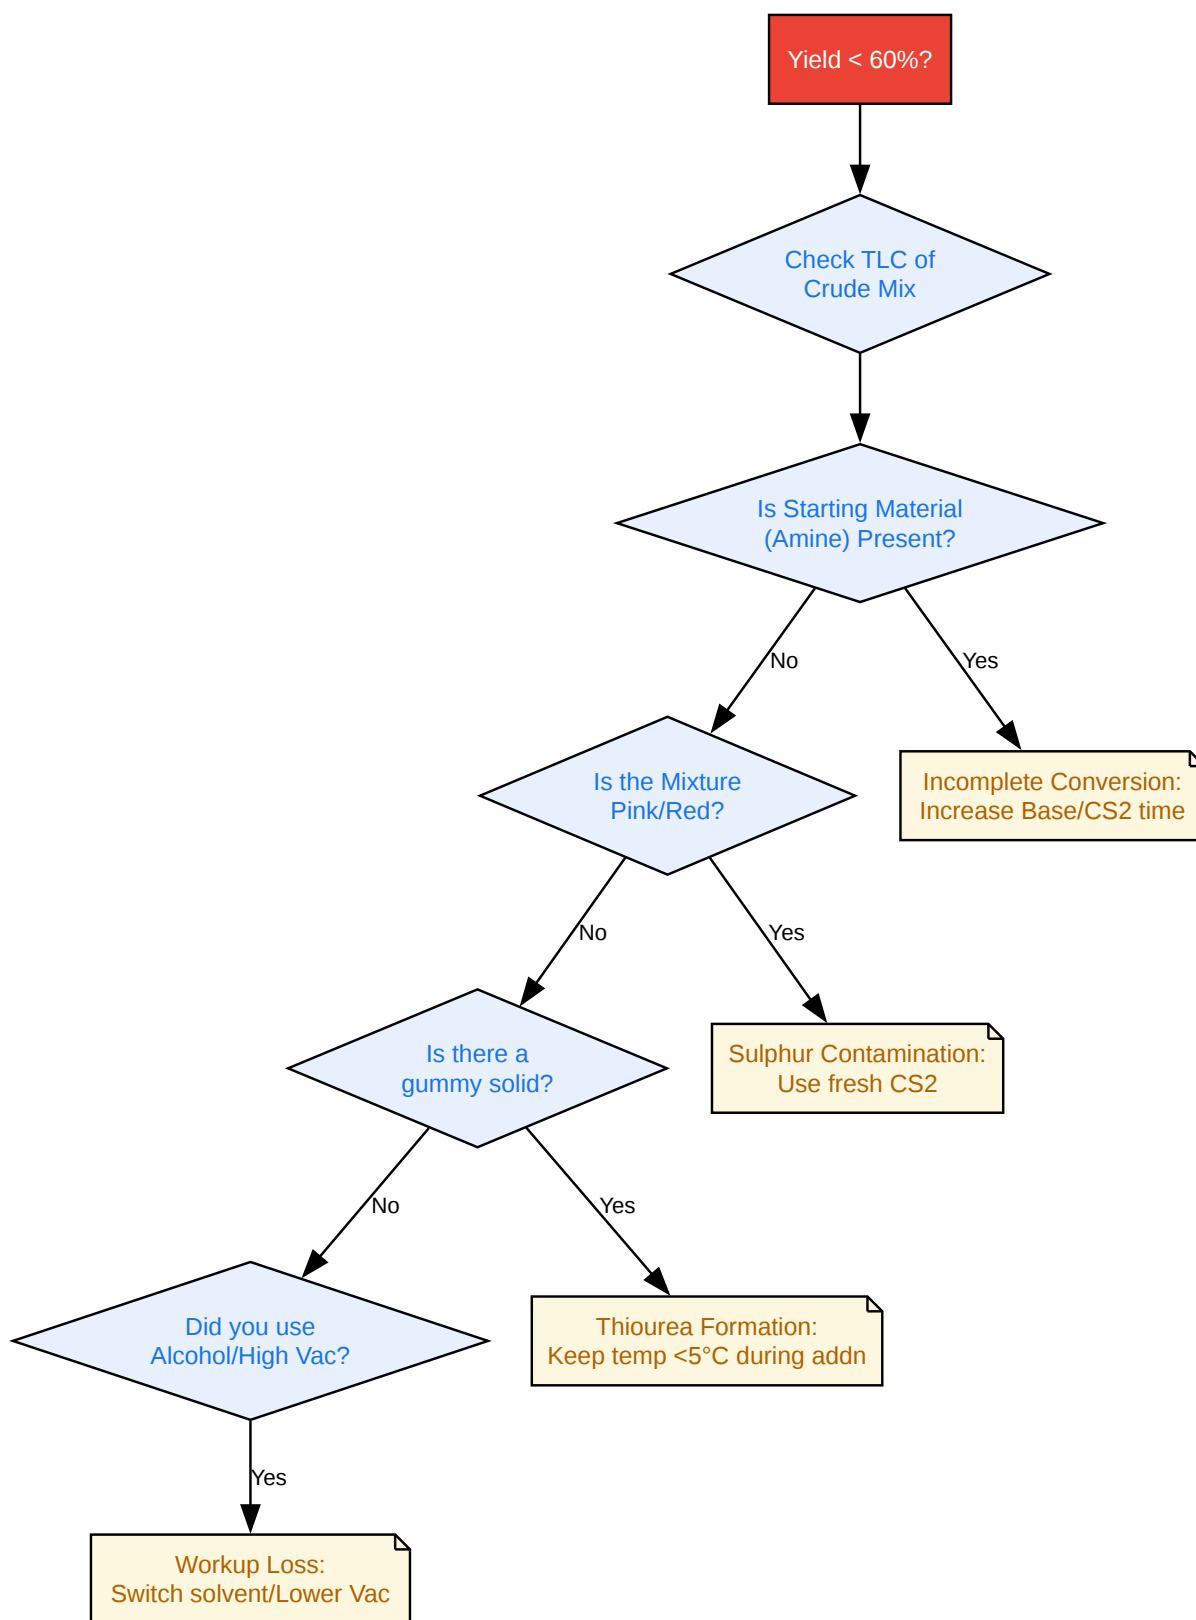 Yield < 60%?
Check TLC of
Crude Mix
Is Starting Material
(Amine) Present?
No
Yes
Is the Mixture
Pink/Red?
Incomplete Conversion:
Increase Base/CS2 time
No
Yes
Is there a
gummy solid?
Sulphur Contamination:
Use fresh CS2
No
Yes
Did you use
Alcohol/High Vac?
Thiourea Formation:
Keep temp <5°C during addn
Yes
Workup Loss:
Switch solvent/Lower Vac